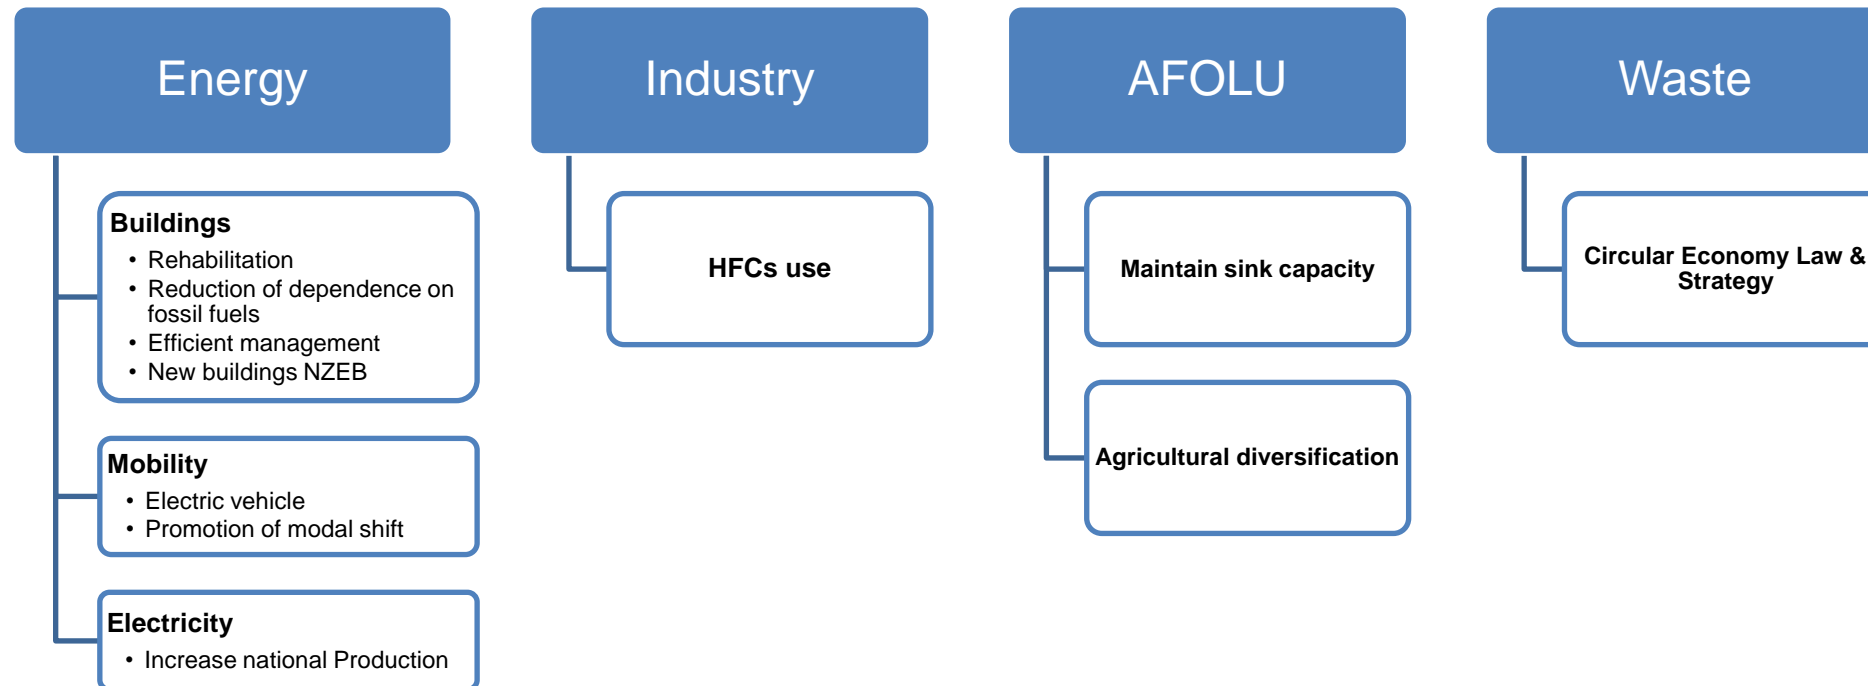 Energy
Buildings
• Rehabilitation
• Reduction of dependence on
fossil fuels
• Efficient management
• New buildings NZEB
Mobility
• Electric vehicle
• Promotion of modal shift
Electricity
• Increase national Production
Industry
HFCs use
AFOLU
Maintain sink capacity
Agricultural diversification
Waste
Circular Economy Law &
Strategy